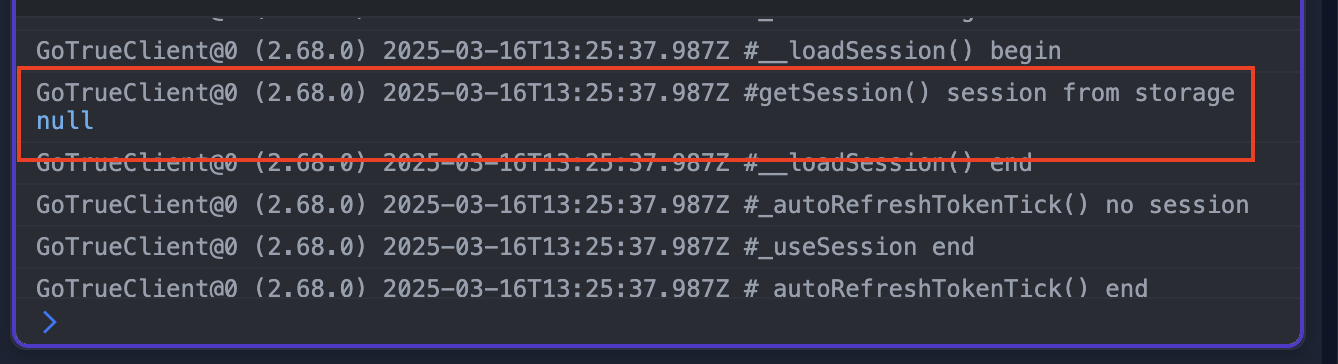 GoTrueClient@0 (2.68.0) 2025-03-16T13:25:37.987Z #__loadSession() begin
GoTrueClient@0 (2.68.0) 2025-03-16T13:25:37.987Z #getSession() session from storage
null
GoTrueClient@0 (2.68.0) 2025-03-16T13:25:37.987Z #__loadSession() end
GoTrueClient@0 (2.68.0) 2025-03-16T13:25:37.987Z #_autoRefreshTokenTick() no session
GoTrueClient@0 (2.68.0) 2025-03-16T13:25:37.987Z #_useSession end
GoTrueClient@0 (2.68.0) 2025-03-16T13:25:37.987Z #_autoRefreshTokenTick() end